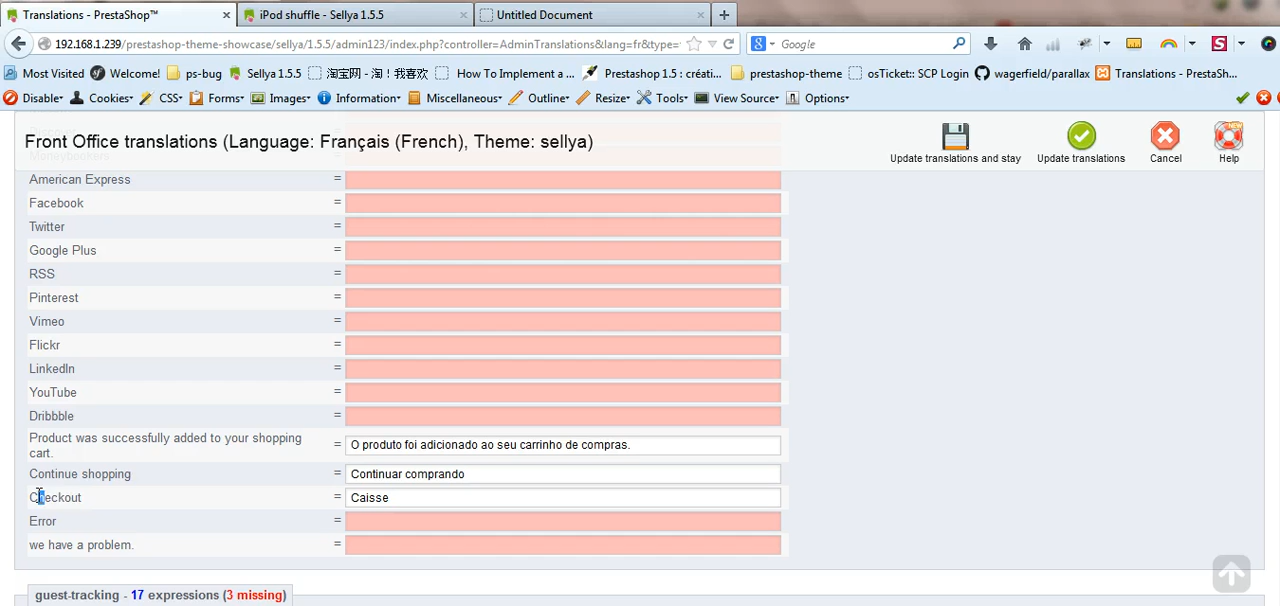 Translations - PrestaShop™ × iPod shuffle - Sellya 1.5.5 × Untitled Document × +
192.168.1.239/prestashop-theme-showcase/sellya/1.5.5/admin123/index.php?controller=AdminTranslations&lang=fr&type= Google
Most Visited Welcome! ps-bug Sellya 1.5.5 淘宝网 - 淘！我喜欢 How To Implement a ... Prestashop 1.5 : créati... prestashop-theme osTicket:: SCP Login wagerfield/parallax Translations - PrestaSh...
Disable Cookies CSS Forms Images Information Miscellaneous Outline Resize Tools View Source Options
Front Office translations (Language: Français (French), Theme: sellya)
Update translations and stay Update translations Cancel Help
American Express =
Facebook =
Twitter =
Google Plus =
RSS =
Pinterest =
Vimeo =
Flickr =
LinkedIn =
YouTube =
Dribbble =
Product was successfully added to your shopping
cart. = O produto foi adicionado ao seu carrinho de compras.
Continue shopping = Continuar comprando
Checkout = Caisse
Error =
we have a problem. =
guest-tracking - 17 expressions (3 missing)